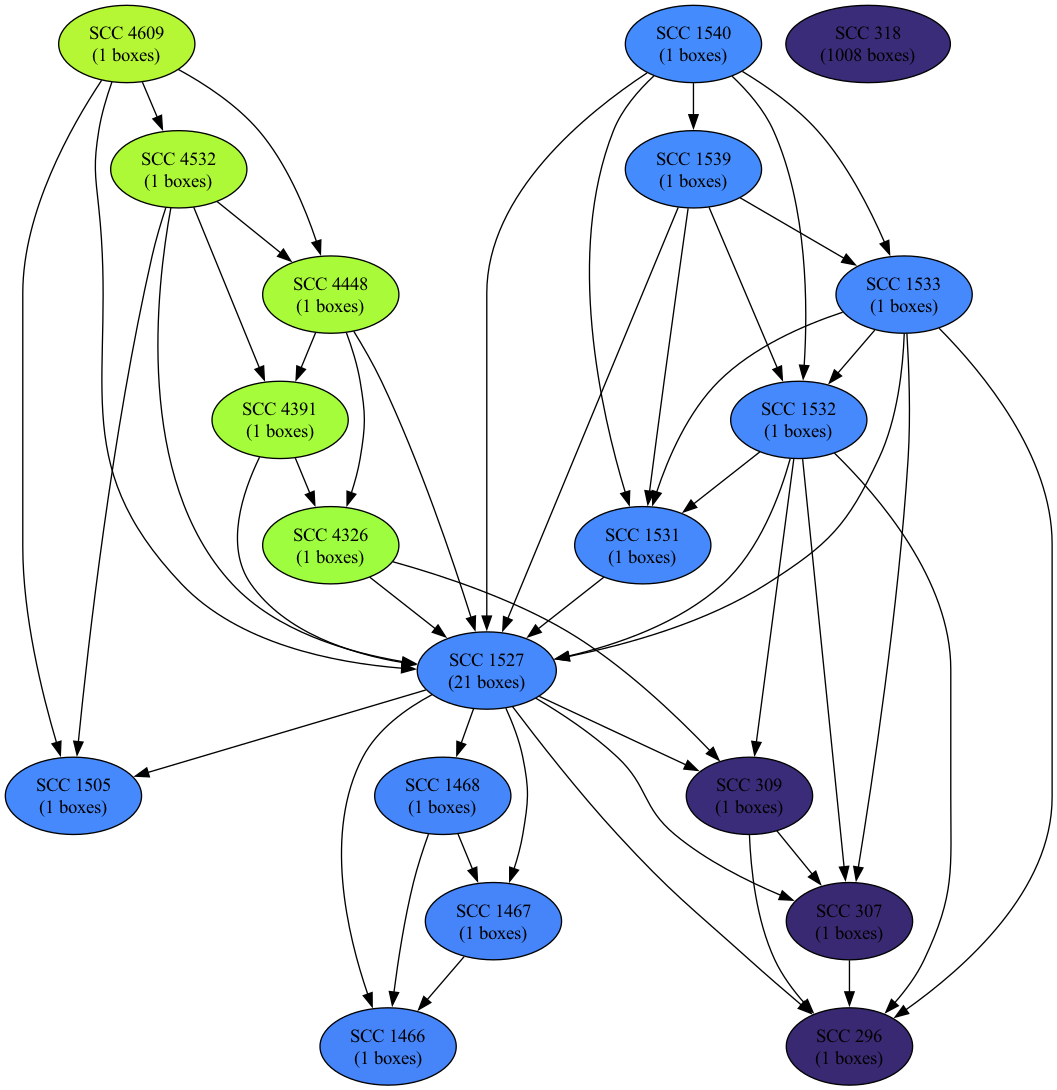 SCC 4609
(1 boxes)
SCC 1540
(1 boxes)
SCC 318
(1008 boxes)
SCC 4532
(1 boxes)
SCC 1539
(1 boxes)
SCC 4448
(1 boxes)
SCC 1533
(1 boxes)
SCC 4391
(1 boxes)
SCC 1532
(1 boxes)
SCC 4326
(1 boxes)
SCC 1531
(1 boxes)
SCC 1527
(21 boxes)
SCC 1505
(1 boxes)
SCC 1468
(1 boxes)
SCC 309
(1 boxes)
SCC 1467
(1 boxes)
SCC 307
(1 boxes)
SCC 1466
(1 boxes)
SCC 296
(1 boxes)